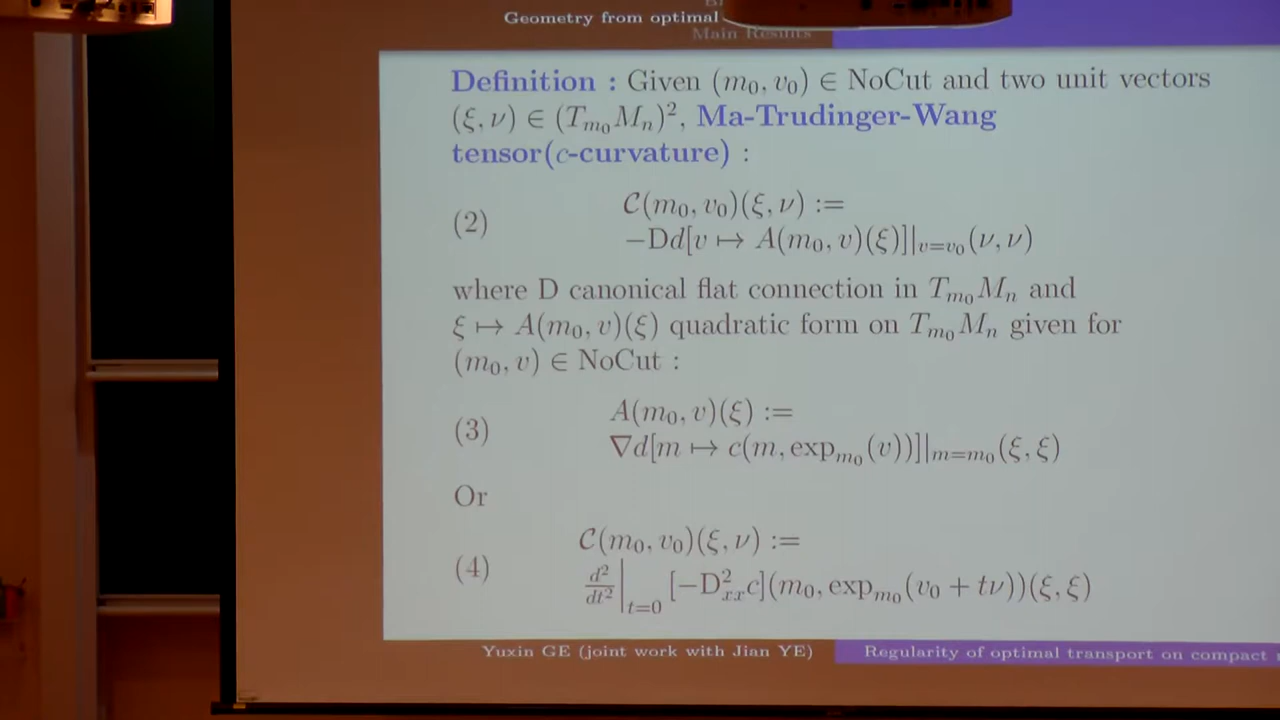 Geometry from optimal
Main Results
Definition : Given (m₀, v₀) ∈ NoCut and two unit vectors
(ξ, ν) ∈ (T_{m₀}M_n)², Ma-Trudinger-Wang
tensor(c-curvature) :
(2) 𝒞(m₀, v₀)(ξ, ν) :=
−Dd[v ↦ A(m₀, v)(ξ)]|_{v=v₀}(ν, ν)
where D canonical flat connection in T_{m₀}M_n and
ξ ↦ A(m₀, v)(ξ) quadratic form on T_{m₀}M_n given for
(m₀, v) ∈ NoCut :
(3) A(m₀, v)(ξ) :=
∇d[m ↦ c(m, exp_{m₀}(v))]|_{m=m₀}(ξ, ξ)
Or
(4) 𝒞(m₀, v₀)(ξ, ν) :=
d²/dt²|_{t=0} [−D²_{xx}c](m₀, exp_{m₀}(v₀ + tν))(ξ, ξ)
Yuxin GE (joint work with Jian YE) Regularity of optimal transport on compact